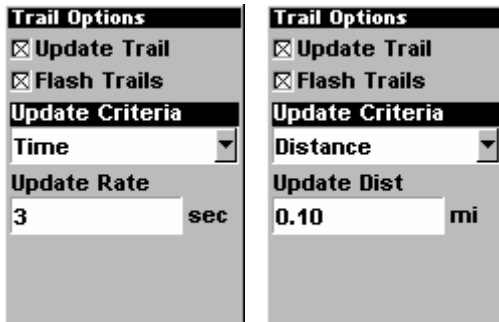 Trail Options
Update Trail
Flash Trails
Update Criteria
Time
Update Rate
3 sec
Trail Options
Update Trail
Flash Trails
Update Criteria
Distance
Update Dist
0.10 mi